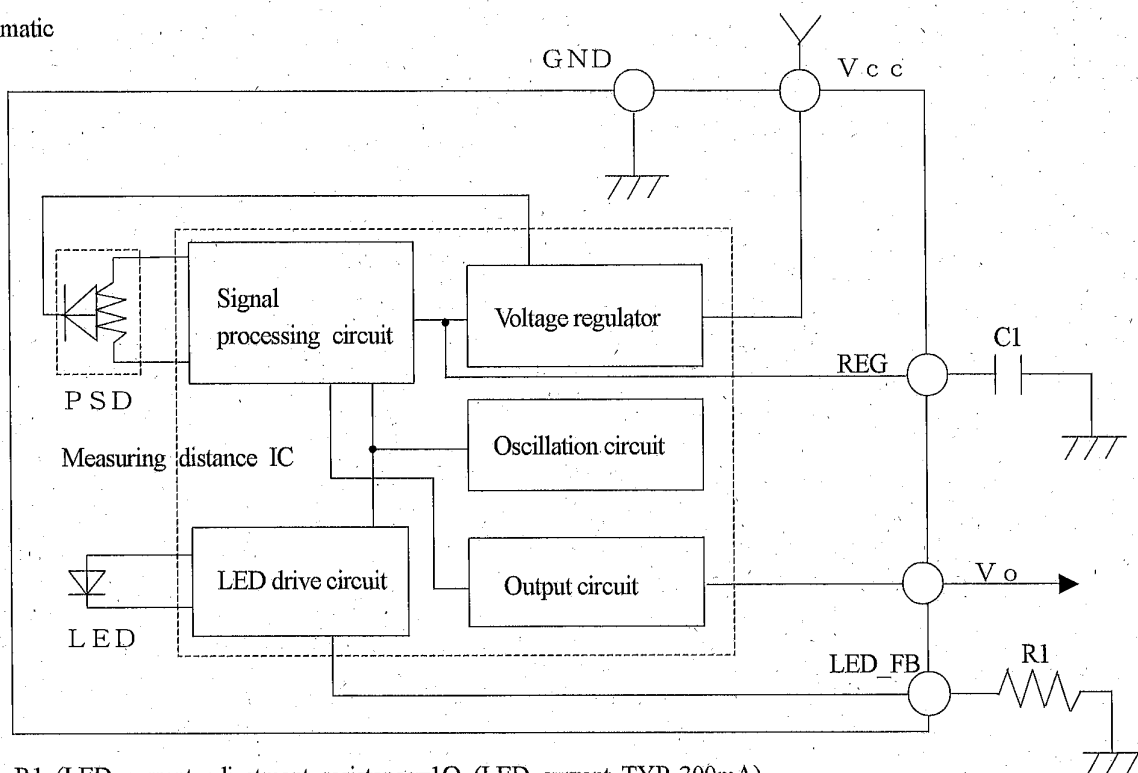 matic
GND
Vcc
Signal
processing circuit
Voltage regulator
C1
REG
PSD
Oscillation circuit
Measuring distance IC
LED drive circuit
Output circuit
Vo
LED
LED_FB
R1